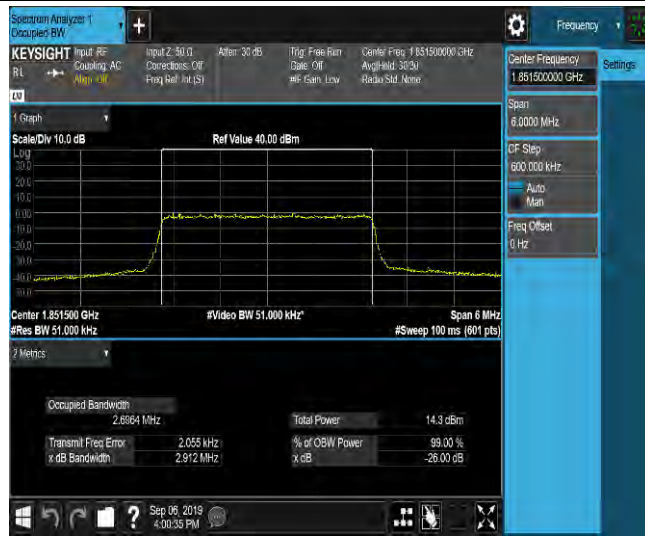 Spectrum Analyzer 1
Occupied BW
Frequency
KEYSIGHT Input: RF
Coupling: AC
Align: Off
RL
Input Z: 50 Ω
Corrections: Off
Freq Ref: Int (S)
Atten: 30 dB
Trig: Free Run
Gate: Off
#IF Gain: Low
Center Freq: 1.851500000 GHz
Avg|Hold: 30/30
Radio Std: None
LXI
Center Frequency
1.851500000 GHz
Settings
Span
6.0000 MHz
CF Step
600.000 kHz
Auto
Man
Freq Offset
0 Hz
1 Graph
Scale/Div 10.0 dB
Ref Value 40.00 dBm
Log
30.0
20.0
10.0
0.00
-10.0
-20.0
-30.0
-40.0
-50.0
Center 1.851500 GHz
#Video BW 51.000 kHz*
Span 6 MHz
#Res BW 51.000 kHz
#Sweep 100 ms (601 pts)
2 Metrics
Occupied Bandwidth
2.6964 MHz
Total Power
14.3 dBm
Transmit Freq Error
2.055 kHz
% of OBW Power
99.00 %
x dB Bandwidth
2.912 MHz
x dB
-26.00 dB
Sep 06, 2019
4:00:35 PM